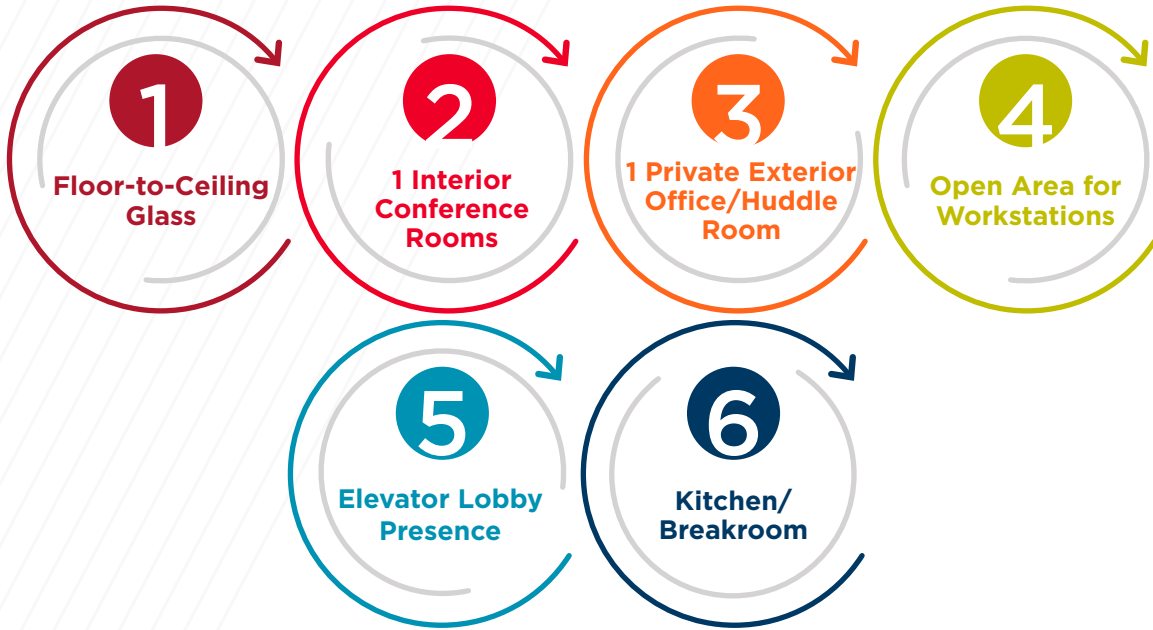 1
Floor-to-Ceiling
Glass
2
1 Interior
Conference
Rooms
3
1 Private Exterior
Office/Huddle
Room
4
Open Area for
Workstations
5
Elevator Lobby
Presence
6
Kitchen/
Breakroom